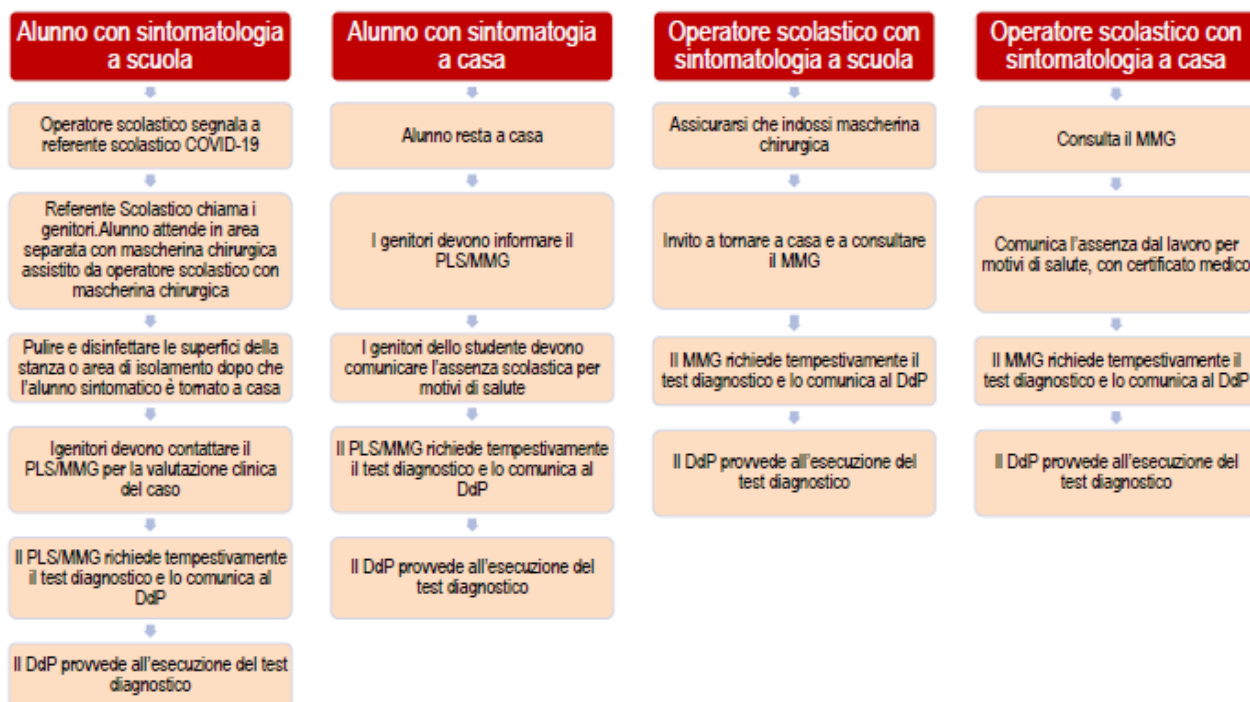 Alunno con sintomatologia
a scuola
Operatore scolastico segnala a
referente scolastico COVID-19
Referente Scolastico chiama i
genitori.Alunno attende in area
separata con mascherina chirurgica
assistito da operatore scolastico con
mascherina chirurgica
Pulire e disinfettare le superfici della
stanza o area di isolamento dopo che
l'alunno sintomatico è tornato a casa
Igenitori devono contattare il
PLS/MMG per la valutazione clinica
del caso
Il PLS/MMG richiede tempestivamente
il test diagnostico e lo comunica al
DdP
Il DdP provvede all'esecuzione del test
diagnostico
Alunno con sintomatogia
a casa
Alunno resta a casa
I genitori devono informare il
PLS/MMG
I genitori dello studente devono
comunicare l'assenza scolastica per
motivi di salute
Il PLS/MMG richiede tempestivamente
il test diagnostico e lo comunica al
DdP
Il DdP provvede all'esecuzione del
test diagnostico
Operatore scolastico con
sintomatologia a scuola
Assicurarsi che indossi mascherina
chirurgica
Invito a tornare a casa e a consultare
il MMG
Il MMG richiede tempestivamente il
test diagnostico e lo comunica al DdP
Il DdP provvede all'esecuzione del
test diagnostico
Operatore scolastico con
sintomatologia a casa
Consulta il MMG
Comunica l'assenza dal lavoro per
motivi di salute, con certificato medico
Il MMG richiede tempestivamente il
test diagnostico e lo comunica al DdP
Il DdP provvede all'esecuzione del
test diagnostico